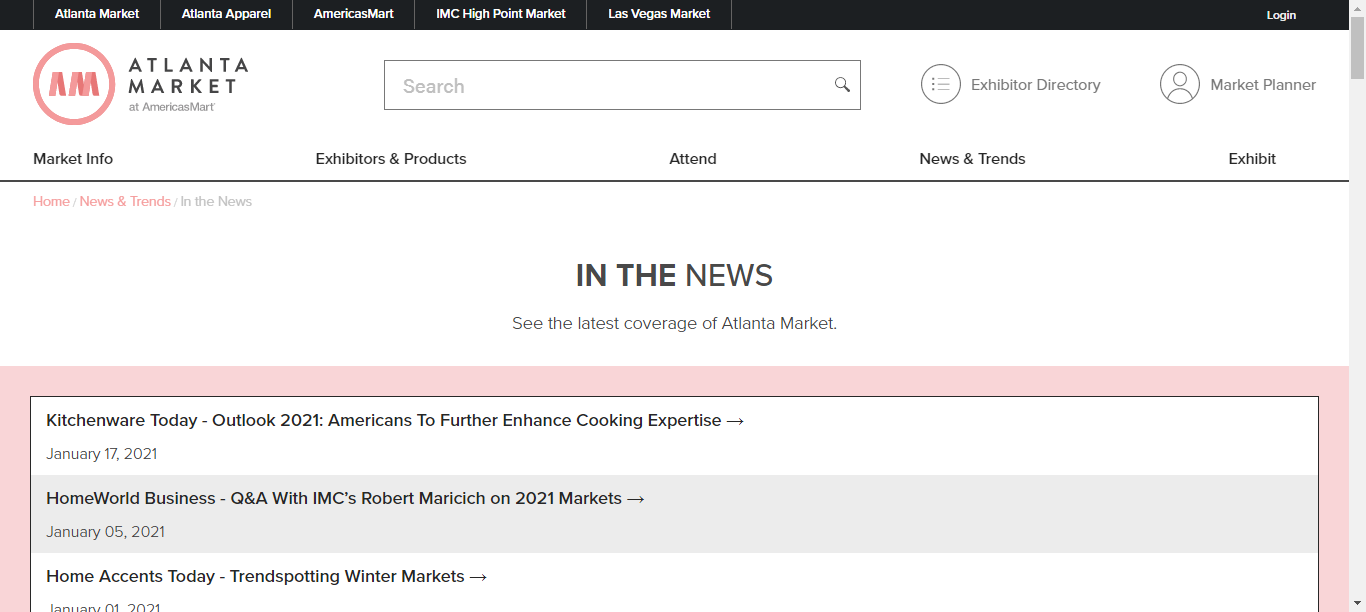 Atlanta Market Atlanta Apparel AmericasMart IMC High Point Market Las Vegas Market Login
AM ATLANTA
MARKET
at AmericasMart
Search
Exhibitor Directory
Market Planner
Market Info Exhibitors & Products Attend News & Trends Exhibit
Home / News & Trends / In the News
IN THE NEWS
See the latest coverage of Atlanta Market.
Kitchenware Today - Outlook 2021: Americans To Further Enhance Cooking Expertise →
January 17, 2021
HomeWorld Business - Q&A With IMC’s Robert Maricich on 2021 Markets →
January 05, 2021
Home Accents Today - Trendspotting Winter Markets →
January 01, 2021